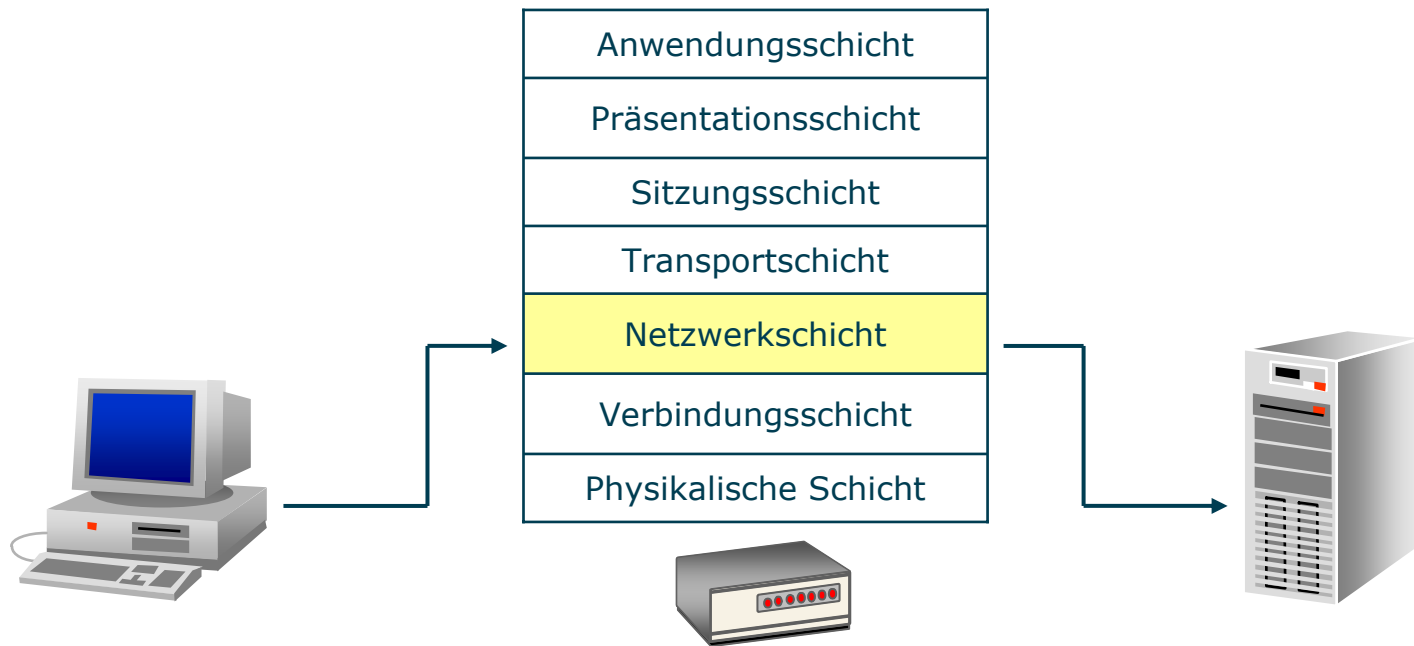 Anwendungsschicht
Präsentationsschicht
Sitzungsschicht
Transportschicht
Netzwerkschicht
Verbindungsschicht
Physikalische Schicht